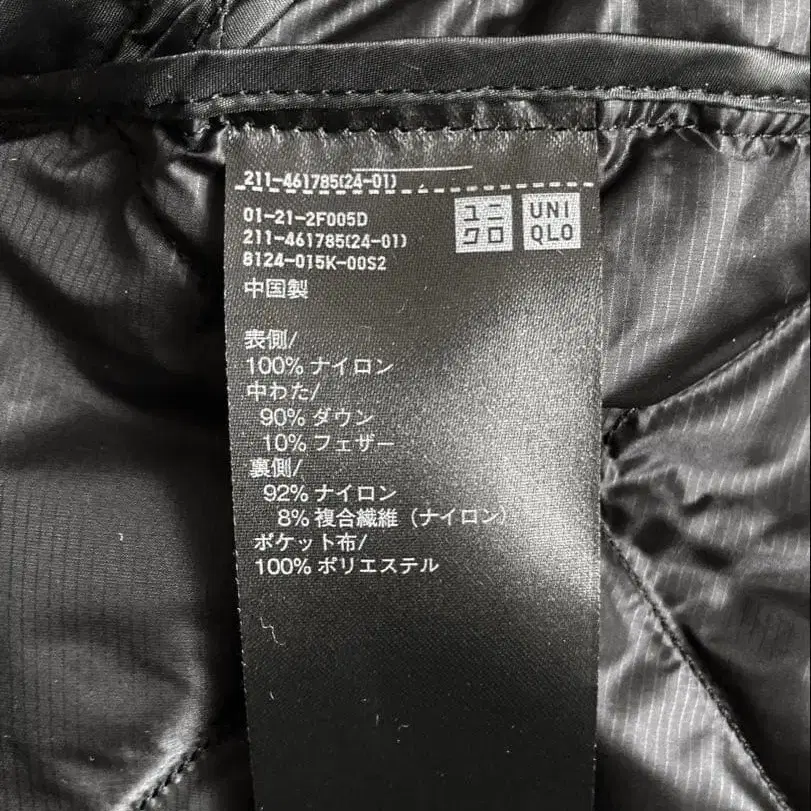 211-461785(24-01)
01-21-2F005D
211-461785(24-01)
8124-015K-00S2
ユニ
クロ
UNI
QLO
中国製
表側/
100% ナイロン
中わた/
90% ダウン
10% フェザー
裏側/
92% ナイロン
8% 複合繊維（ナイロン）
ポケット布/
100% ポリエステル